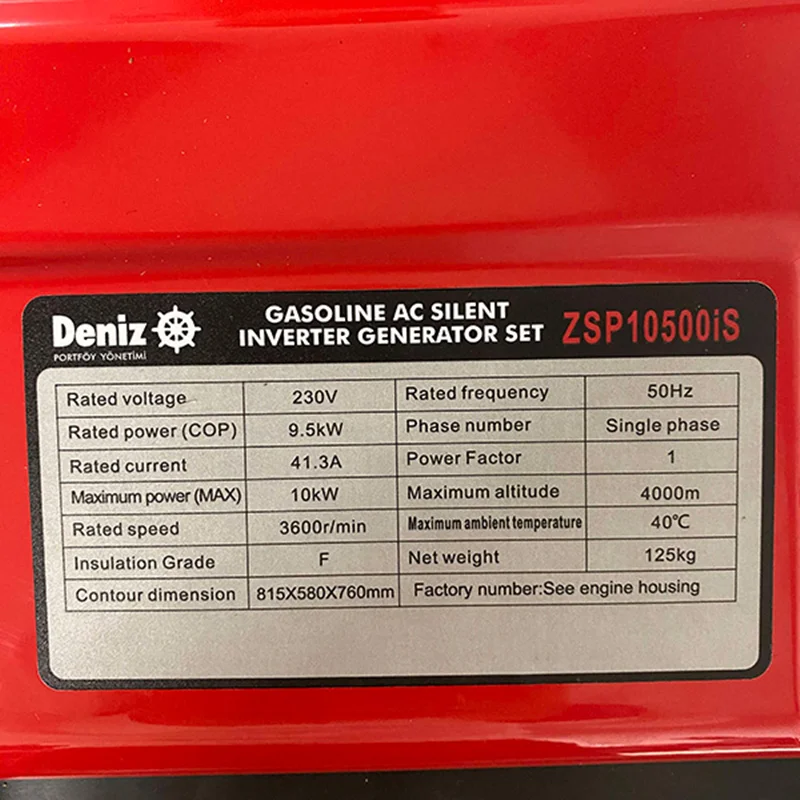 Deniz
PORTFÖY YÖNETİMİ
GASOLINE AC SILENT
INVERTER GENERATOR SET
ZSP10500iS
Rated voltage 230V Rated frequency 50Hz
Rated power (COP) 9.5kW Phase number Single phase
Rated current 41.3A Power Factor 1
Maximum power (MAX) 10kW Maximum altitude 4000m
Rated speed 3600r/min Maximum ambient temperature 40℃
Insulation Grade F Net weight 125kg
Contour dimension 815X580X760mm Factory number:See engine housing